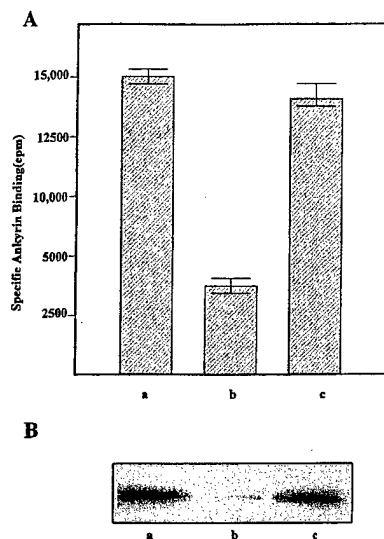 A
Specific Ankyrin Binding(cpm)
15,000
12500
10,000
5000
2500
a b c
B
a b c